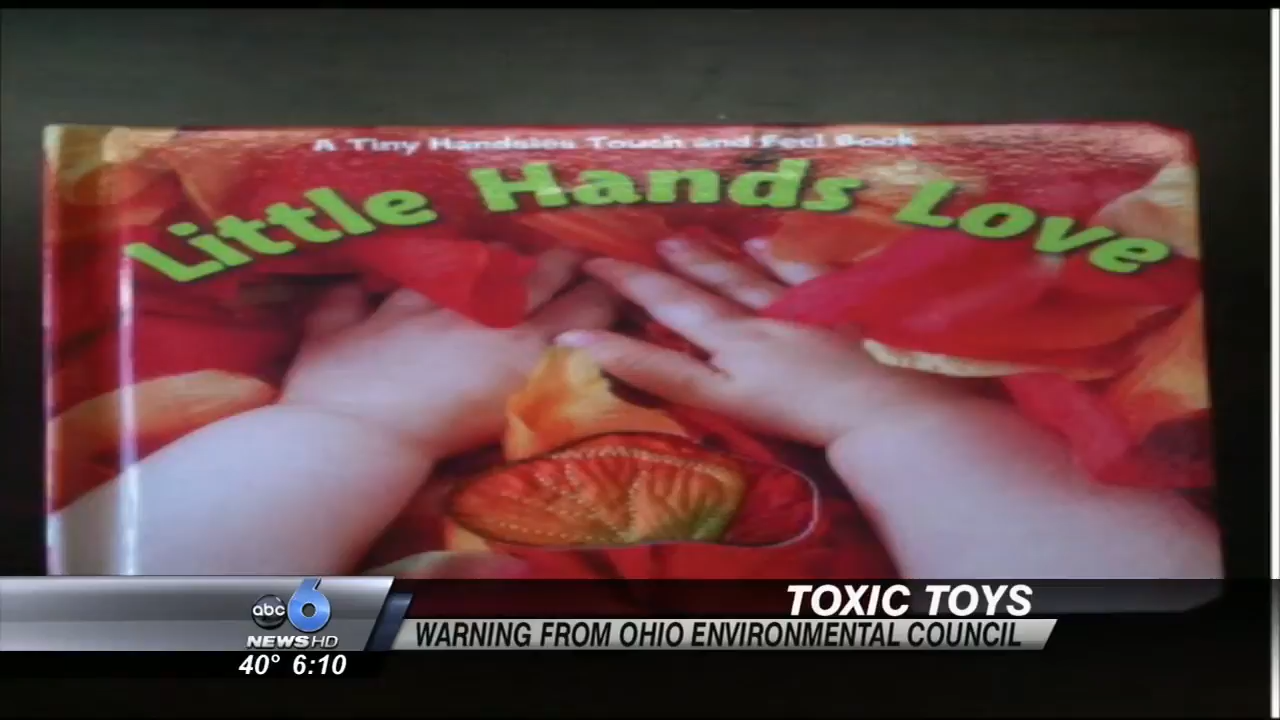 A Tiny Handsies Touch and Feel Book
Little Hands Love
TOXIC TOYS
WARNING FROM OHIO ENVIRONMENTAL COUNCIL
abc 6
NEWS HD
40° 6:10